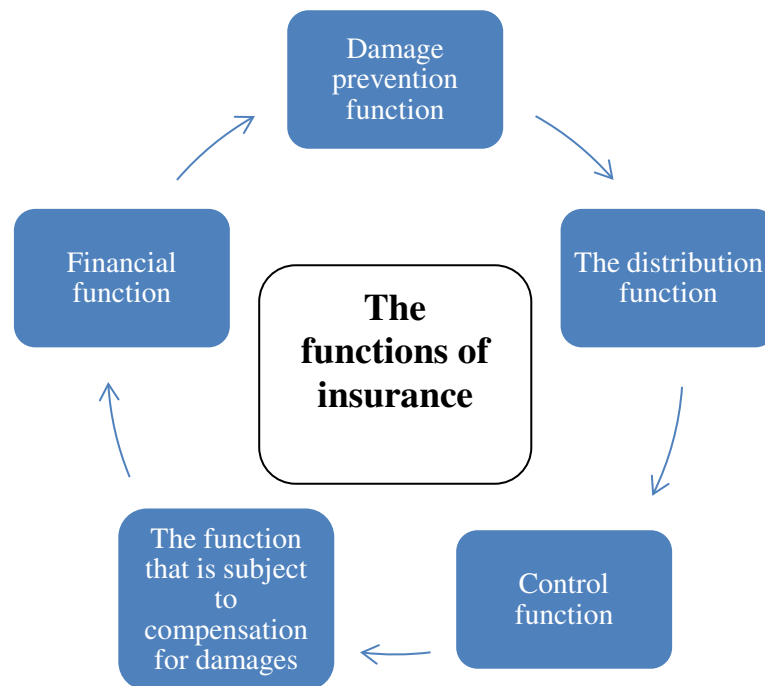 Damage
prevention
function
The distribution
function
Control
function
The function
that is subject
to
compensation
for damages
Financial
function
The
functions of
insurance